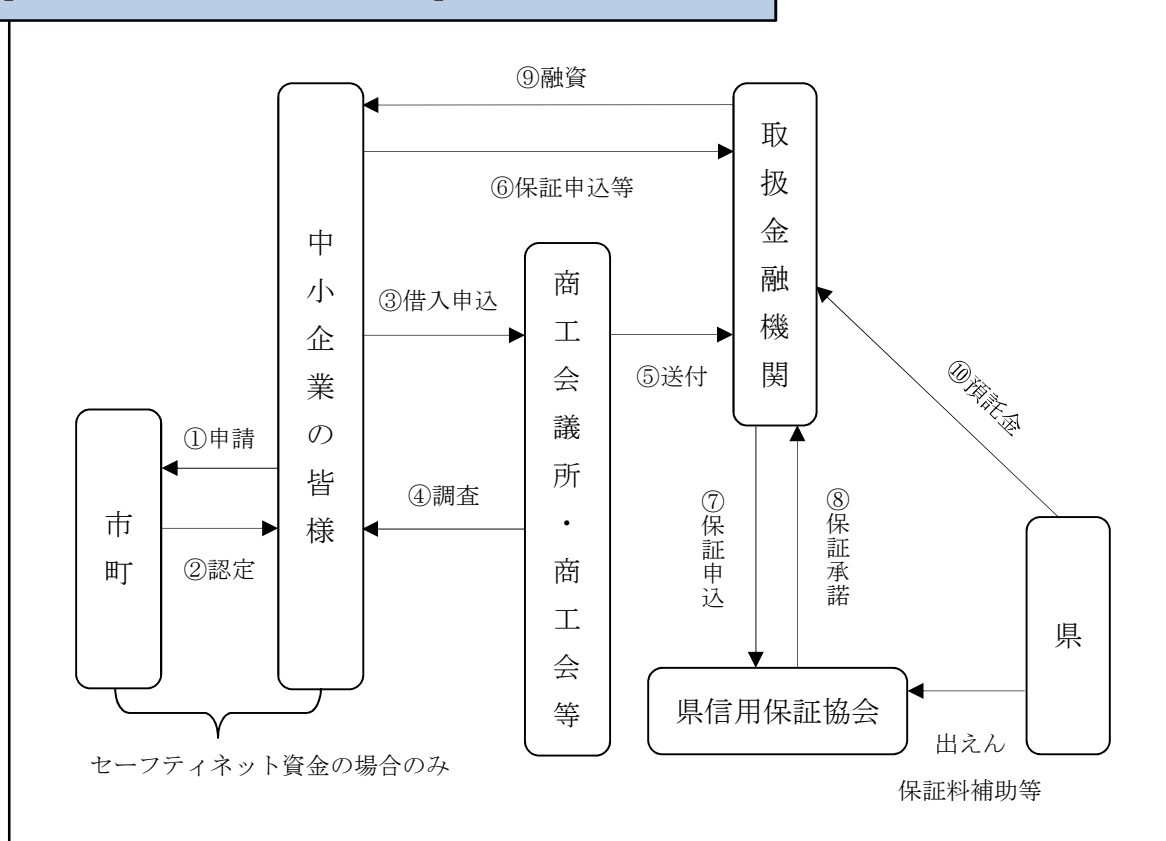 ⑨融資
⑥保証申込等
取扱金融機関
中小企業の皆様
商工会議所・商工会等
③借入申込
⑤送付
⑩預託金
①申請
④調査
市町
②認定
⑦保証申込
⑧保証承諾
県
県信用保証協会
出えん
保証料補助等
セーフティネット資金の場合のみ